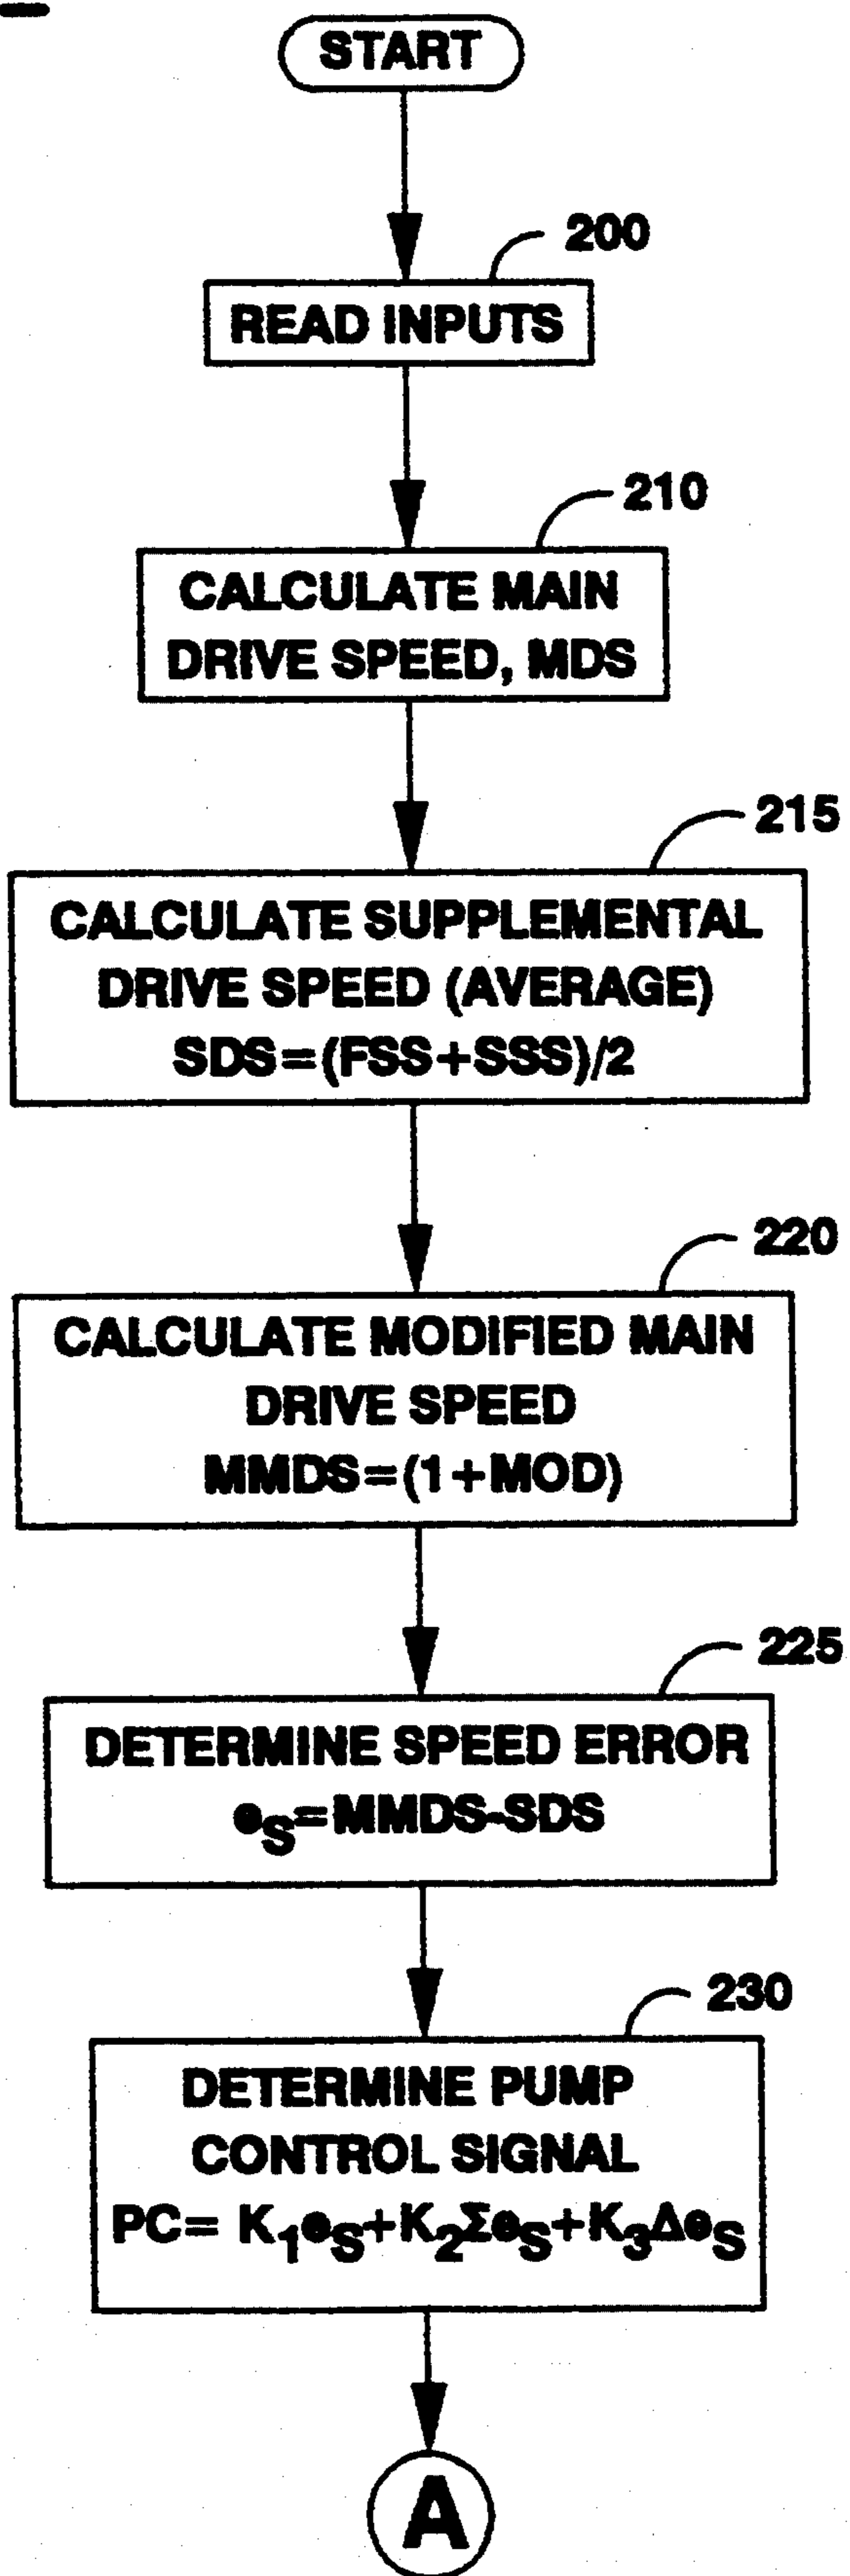 START
200
READ INPUTS
210
CALCULATE MAIN
DRIVE SPEED, MDS
215
CALCULATE SUPPLEMENTAL
DRIVE SPEED (AVERAGE)
SDS=(FSS+SSS)/2
220
CALCULATE MODIFIED MAIN
DRIVE SPEED
MMDS=(1+MOD)
225
DETERMINE SPEED ERROR
eS=MMDS-SDS
230
DETERMINE PUMP
CONTROL SIGNAL
PC= K1eS+K2ΣeS+K3ΔeS
A